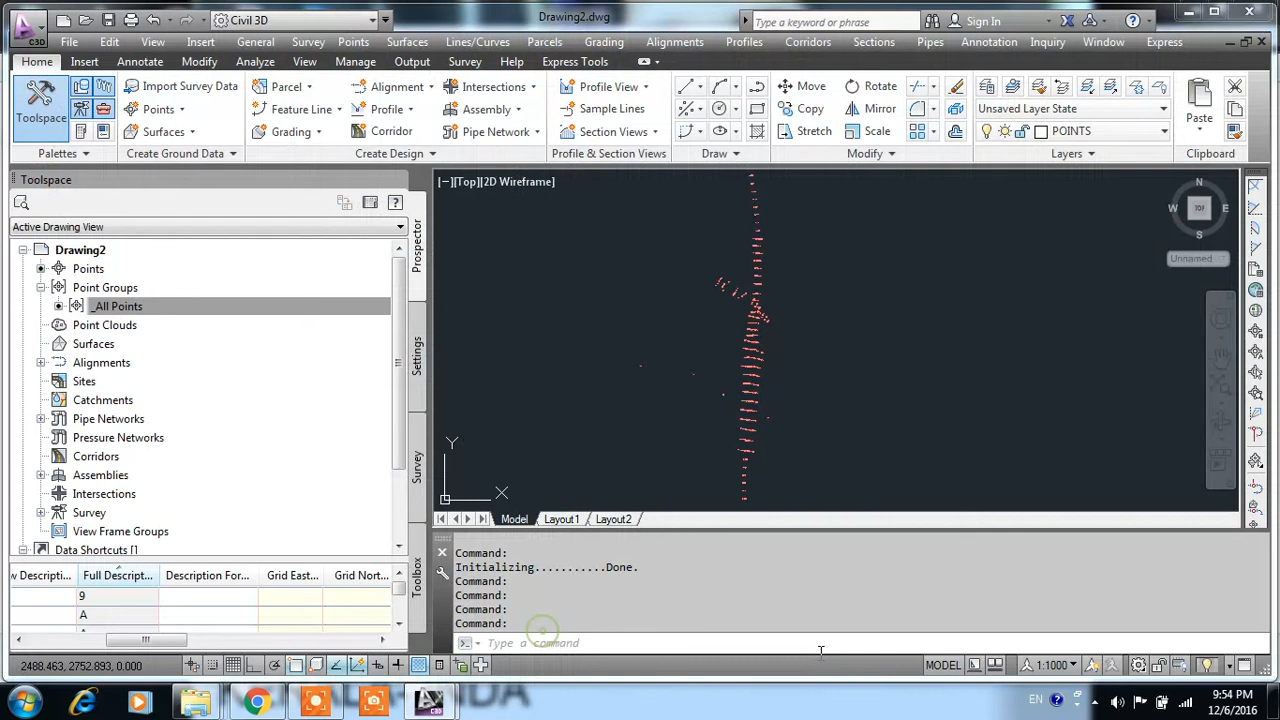 Civil 3D
Drawing2.dwg
Type a keyword or phrase
Sign In
C3D
File Edit View Insert General Survey Points Surfaces Lines/Curves Parcels Grading Alignments Profiles Corridors Sections Pipes Annotation Inquiry Window Express
Home Insert Annotate Modify Analyze View Manage Output Survey Help Express Tools
Toolspace
Import Survey Data
Points
Surfaces
Parcel
Feature Line
Grading
Alignment
Profile
Corridor
Intersections
Assembly
Pipe Network
Profile View
Sample Lines
Section Views
Move
Copy
Stretch
Rotate
Mirror
Scale
Unsaved Layer State
POINTS
Paste
Palettes
Create Ground Data
Create Design
Profile & Section Views
Draw
Modify
Layers
Clipboard
Toolspace
Active Drawing View
Drawing2
Points
Point Groups
_All Points
Point Clouds
Surfaces
Alignments
Sites
Catchments
Pipe Networks
Pressure Networks
Corridors
Assemblies
Intersections
Survey
View Frame Groups
Data Shortcuts []
w Descripti... Full Descript... Description For... Grid East... Grid Nort...
9
A
Prospector
Settings
Survey
Toolbox
[−][Top][2D Wireframe]
N
W TOP E
S
Unnamed
Y
X
Model Layout1 Layout2
Command:
Initializing...........Done.
Command:
Command:
Command:
Command:
Type a command
2488.463, 2752.893, 0.000
MODEL
1:1000
EN
9:54 PM
12/6/2016